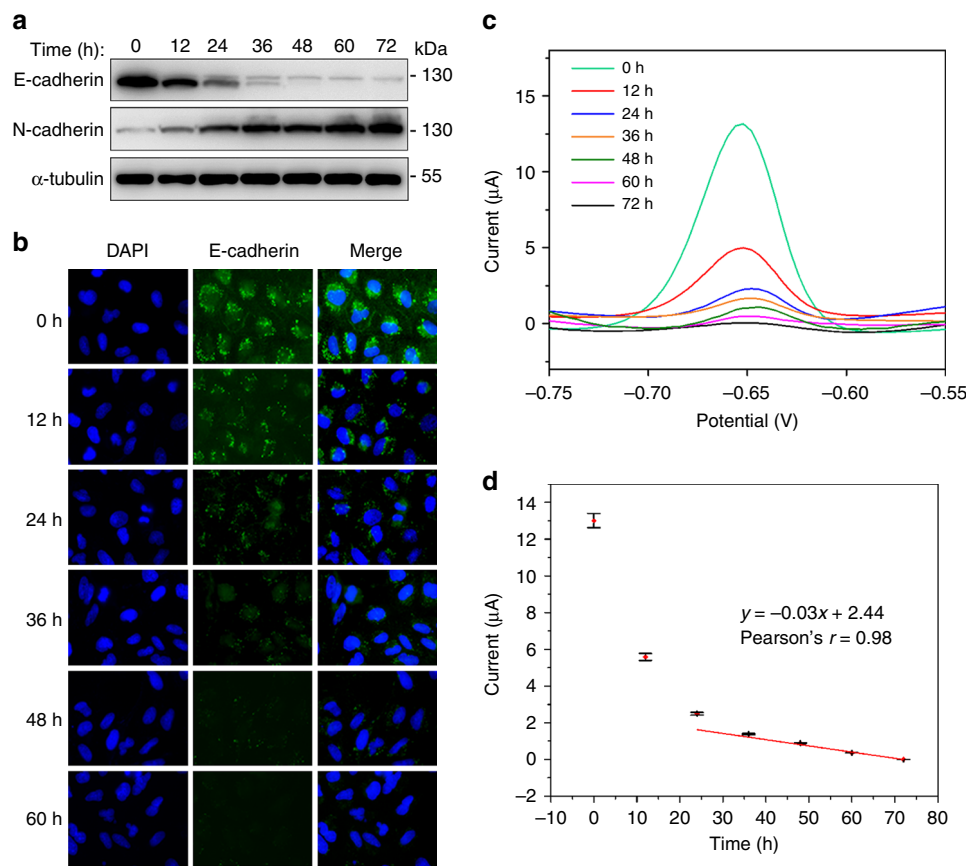 a
Time (h): 0 12 24 36 48 60 72 kDa
E-cadherin - 130
N-cadherin - 130
α-tubulin - 55
b
DAPI E-cadherin Merge
0 h
12 h
24 h
36 h
48 h
60 h
c
15
10
5
0
Current (µA)
0 h
12 h
24 h
36 h
48 h
60 h
72 h
−0.75 −0.70 −0.65 −0.60 −0.55
Potential (V)
d
14
12
10
8
6
4
2
0
−2
Current (µA)
y = −0.03x + 2.44
Pearson's r = 0.98
−10 0 10 20 30 40 50 60 70 80
Time (h)